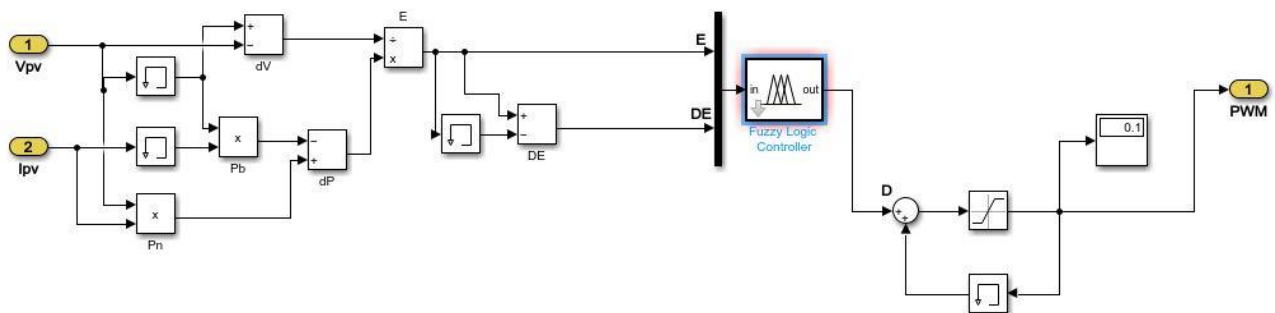 E
1
Vpv
+
−
dV
÷
x
E
DE
in
out
Fuzzy Logic
Controller
1
PWM
0.1
2
Ipv
x
Pb
−
+
dP
+
−
DE
x
Pn
D
+
+